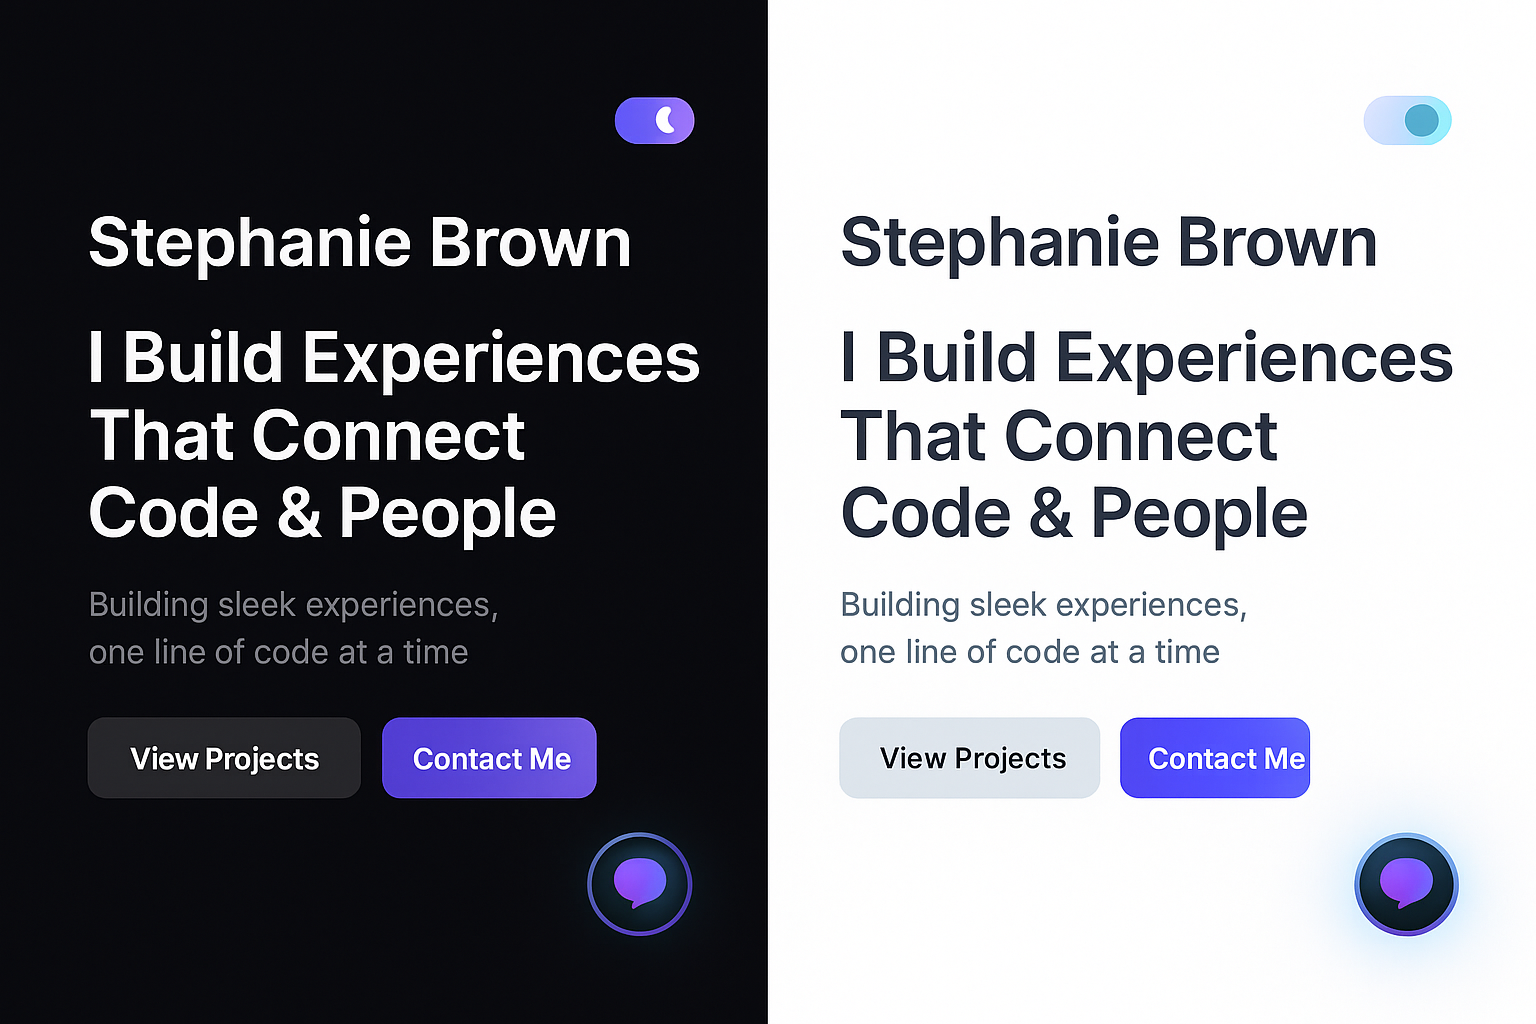 Stephanie Brown
I Build Experiences
That Connect
Code & People
Building sleek experiences,
one line of code at a time
View Projects
Contact Me
Stephanie Brown
I Build Experiences
That Connect
Code & People
Building sleek experiences,
one line of code at a time
View Projects
Contact Me